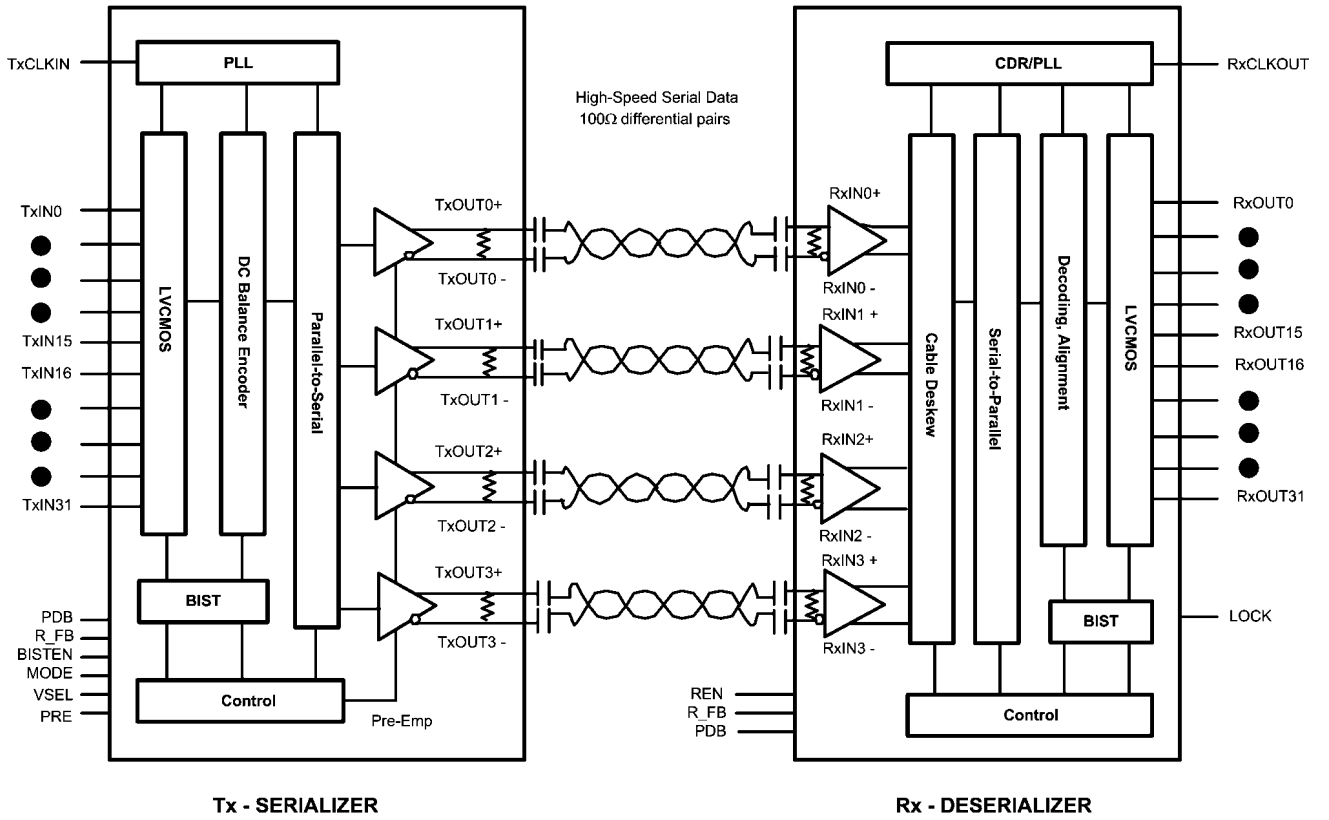 TxCLKIN
PLL
High-Speed Serial Data
100Ω differential pairs
CDR/PLL
RxCLKOUT
TxIN0
TxIN15
TxIN16
TxIN31
LVCMOS
DC Balance Encoder
Parallel-to-Serial
TxOUT0+
TxOUT0 -
TxOUT1+
TxOUT1 -
TxOUT2+
TxOUT2 -
TxOUT3+
TxOUT3 -
RxIN0+
RxIN0 -
RxIN1 +
RxIN1 -
RxIN2+
RxIN2 -
RxIN3 +
RxIN3 -
Cable Deskew
Serial-to-Parallel
Decoding, Alignment
LVCMOS
RxOUT0
RxOUT15
RxOUT16
RxOUT31
BIST
BIST
LOCK
PDB
R_FB
BISTEN
MODE
VSEL
PRE
Control
Pre-Emp
REN
R_FB
PDB
Control
Tx - SERIALIZER
Rx - DESERIALIZER